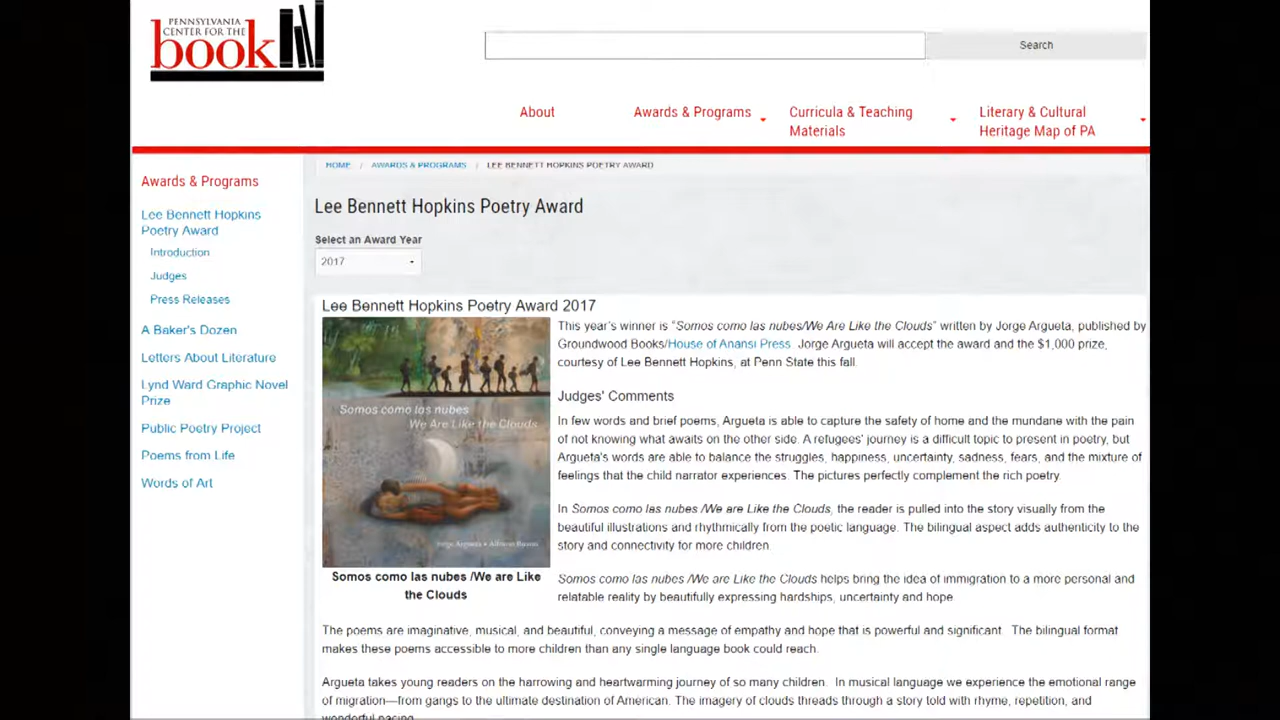 PENNSYLVANIA
CENTER FOR THE
book
Search
About
Awards & Programs
Curricula & Teaching
Materials
Literary & Cultural
Heritage Map of PA
HOME / AWARDS & PROGRAMS / LEE BENNETT HOPKINS POETRY AWARD
Awards & Programs
Lee Bennett Hopkins
Poetry Award
Introduction
Judges
Press Releases
A Baker's Dozen
Letters About Literature
Lynd Ward Graphic Novel
Prize
Public Poetry Project
Poems from Life
Words of Art
Lee Bennett Hopkins Poetry Award
Select an Award Year
2017
Lee Bennett Hopkins Poetry Award 2017
Somos como las nubes
We Are Like the Clouds
Jorge Argueta • Alfonso Ruano
Somos como las nubes /We are Like
the Clouds
This year's winner is "Somos como las nubes/We Are Like the Clouds" written by Jorge Argueta, published by
Groundwood Books/House of Anansi Press. Jorge Argueta will accept the award and the $1,000 prize,
courtesy of Lee Bennett Hopkins, at Penn State this fall.
Judges' Comments
In few words and brief poems, Argueta is able to capture the safety of home and the mundane with the pain
of not knowing what awaits on the other side. A refugees' journey is a difficult topic to present in poetry, but
Argueta's words are able to balance the struggles, happiness, uncertainty, sadness, fears, and the mixture of
feelings that the child narrator experiences. The pictures perfectly complement the rich poetry.
In Somos como las nubes /We are Like the Clouds, the reader is pulled into the story visually from the
beautiful illustrations and rhythmically from the poetic language. The bilingual aspect adds authenticity to the
story and connectivity for more children.
Somos como las nubes /We are Like the Clouds helps bring the idea of immigration to a more personal and
relatable reality by beautifully expressing hardships, uncertainty and hope.
The poems are imaginative, musical, and beautiful, conveying a message of empathy and hope that is powerful and significant. The bilingual format
makes these poems accessible to more children than any single language book could reach.
Argueta takes young readers on the harrowing and heartwarming journey of so many children. In musical language we experience the emotional range
of migration—from gangs to the ultimate destination of American. The imagery of clouds threads through a story told with rhyme, repetition, and
wonderful pacing.